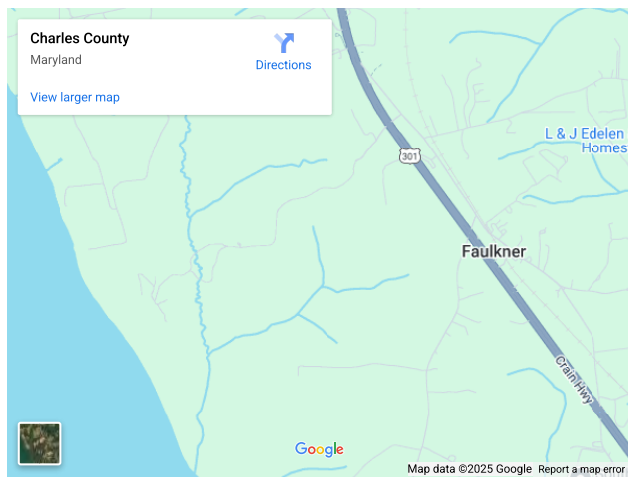 Charles County
Maryland
Directions
View larger map
301
L & J Edelen
Homes
Faulkner
Crain Hwy
Google
Map data ©2025 Google Report a map error